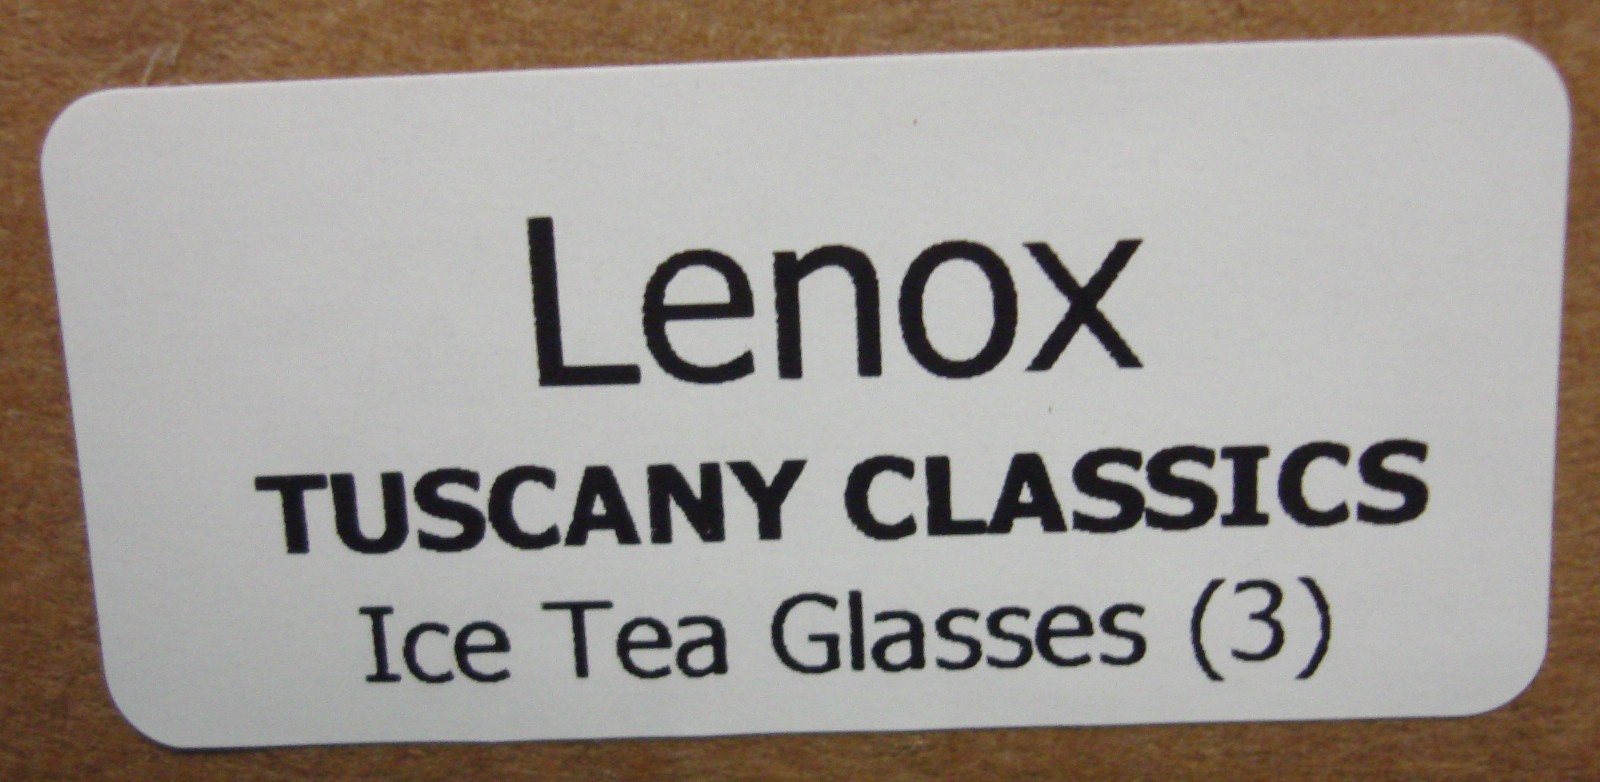 Lenox
TUSCANY CLASSICS
Ice Tea Glasses (3)